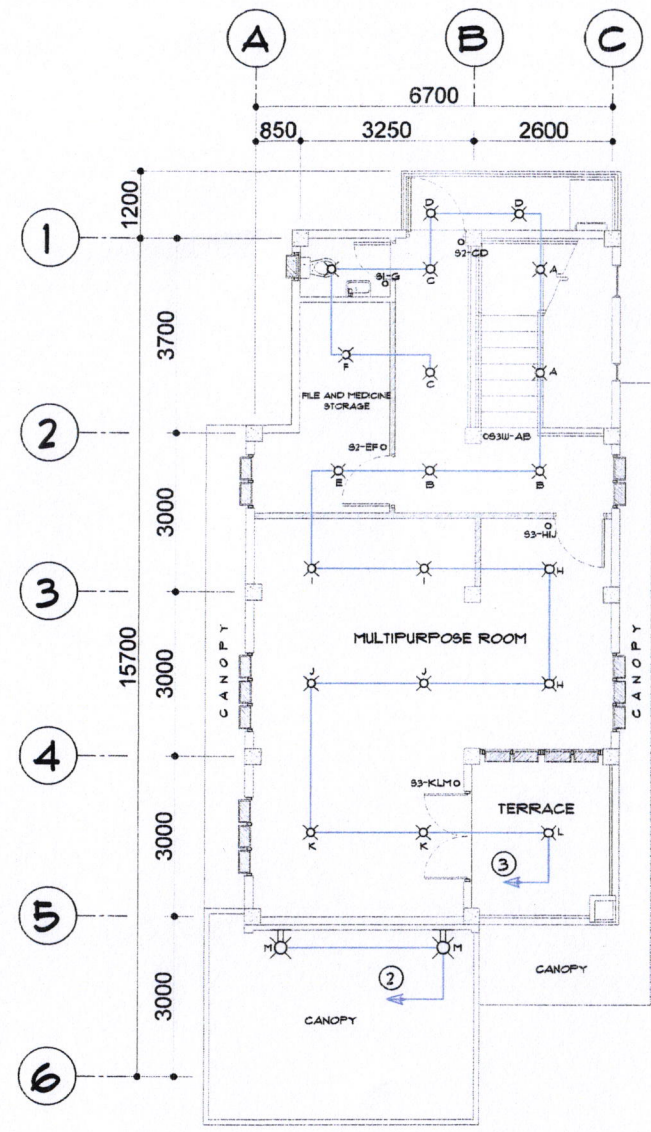 A B C
6700
850 3250 2600
1200
1
D D
S2-CD
S1-G C A
3700
F C A
FILE AND MEDICINE
STORAGE
2
S3W-AB
S2-EF
E B B
3000
S3-HIJ
I I H
3
15700
MULTIPURPOSE ROOM
CANOPY
CANOPY
3000
J J H
4
S3-KLM
TERRACE
3000
K K L
3
5
M M
CANOPY
2
3000
CANOPY
6